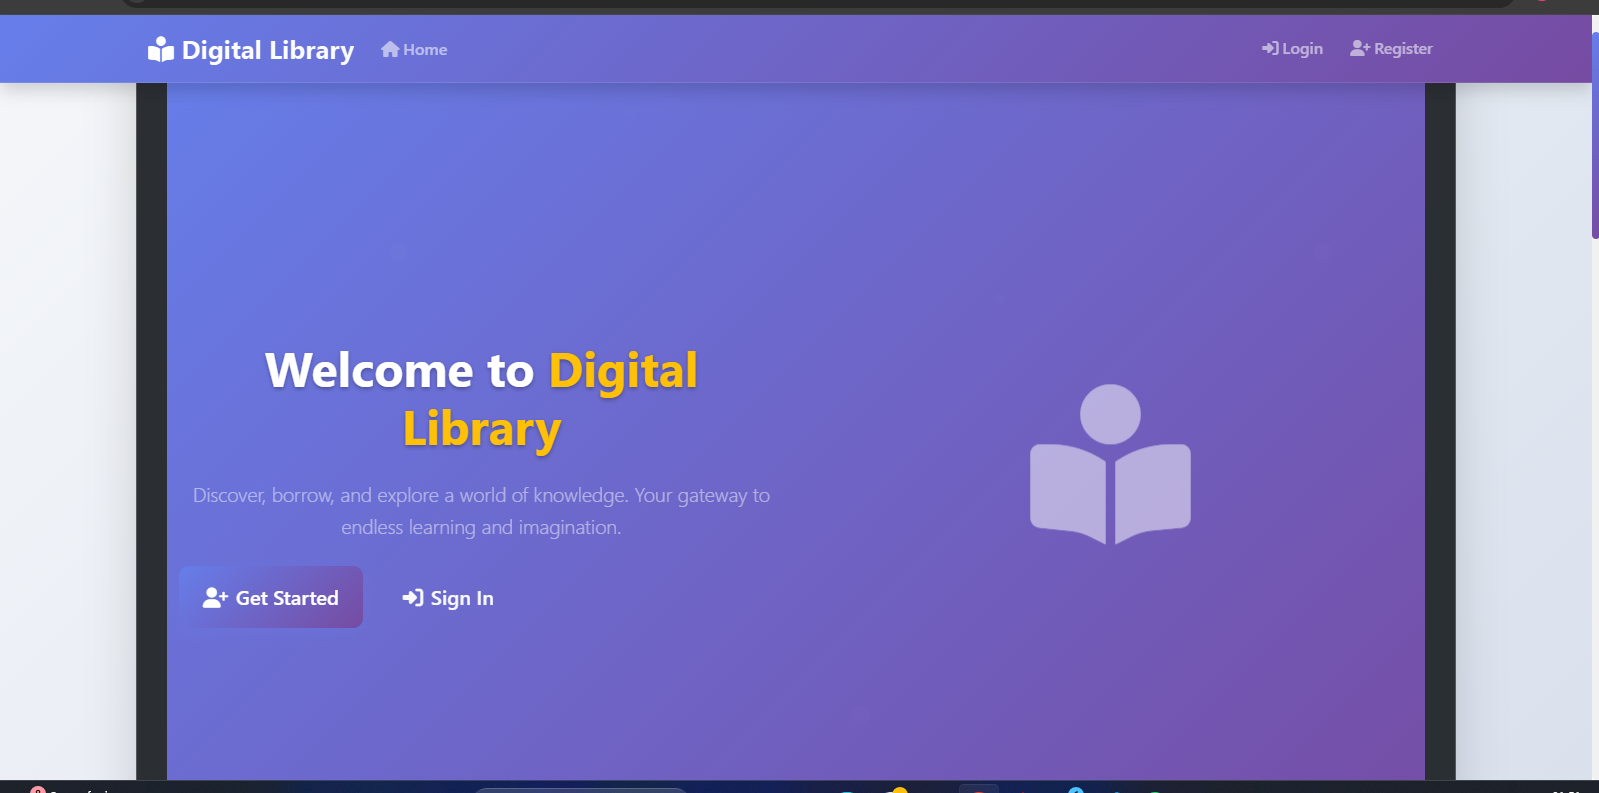 Digital Library
Home
Login
Register
Welcome to Digital
Library
Discover, borrow, and explore a world of knowledge. Your gateway to
endless learning and imagination.
Get Started
Sign In